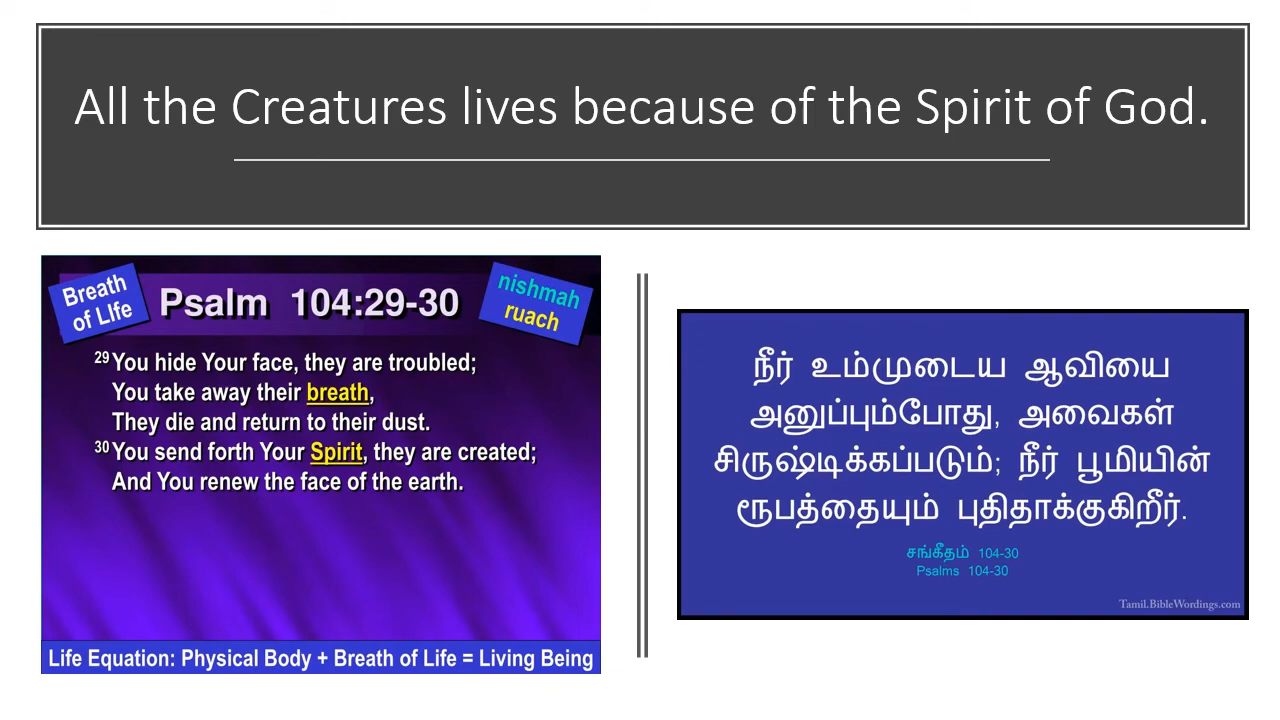 All the Creatures lives because of the Spirit of God.
Breath
of LIfe
Psalm 104:29-30
nishmah
ruach
29 You hide Your face, they are troubled;
You take away their breath,
They die and return to their dust.
30 You send forth Your Spirit, they are created;
And You renew the face of the earth.
Life Equation: Physical Body + Breath of Life = Living Being
நீர் உம்முடைய ஆவியை
அனுப்பும்போது, அவைகள்
சிருஷ்டிக்கப்படும்; நீர் பூமியின்
ரூபத்தையும் புதிதாக்குகிறீர்.
சங்கீதம் 104-30
Psalms 104-30
Tamil.BibleWordings.com